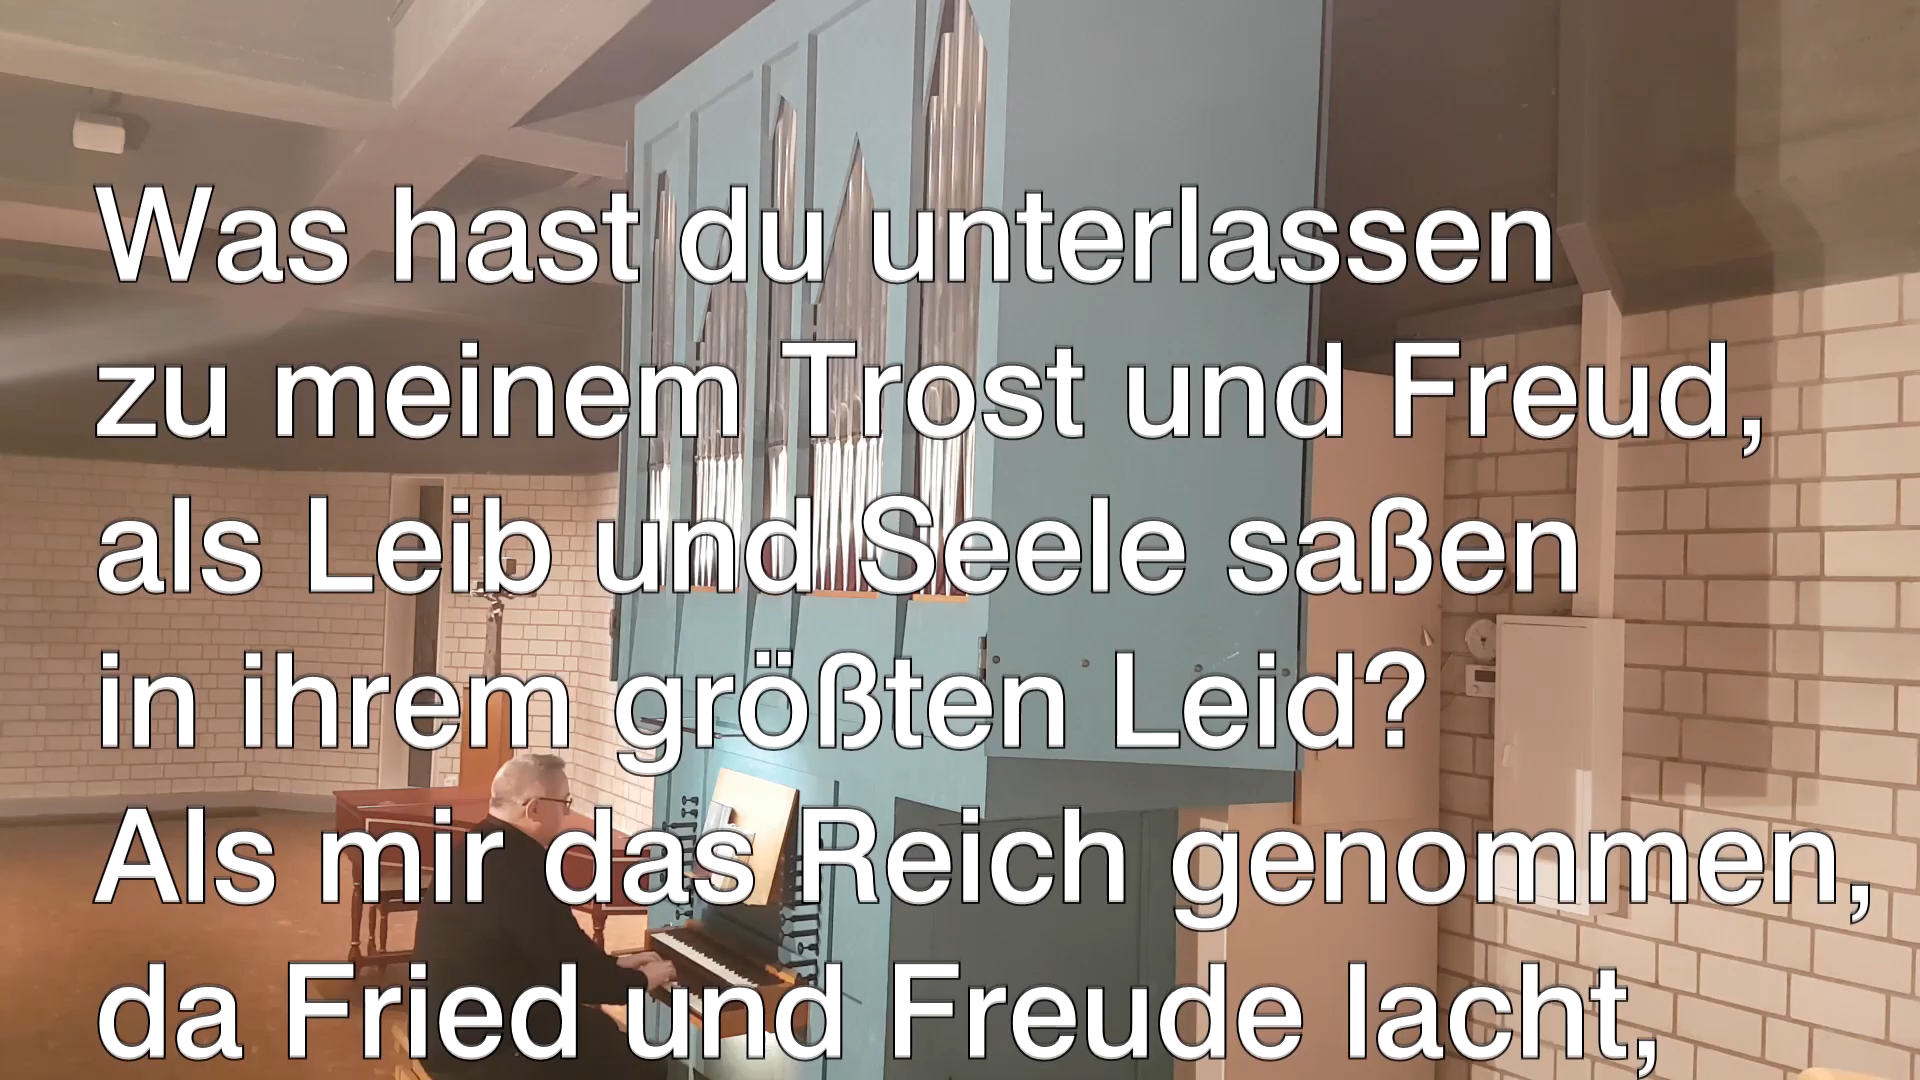 Was hast du unterlassen
zu meinem Trost und Freud,
als Leib und Seele saßen
in ihrem größten Leid?
Als mir das Reich genommen,
da Fried und Freude lacht,